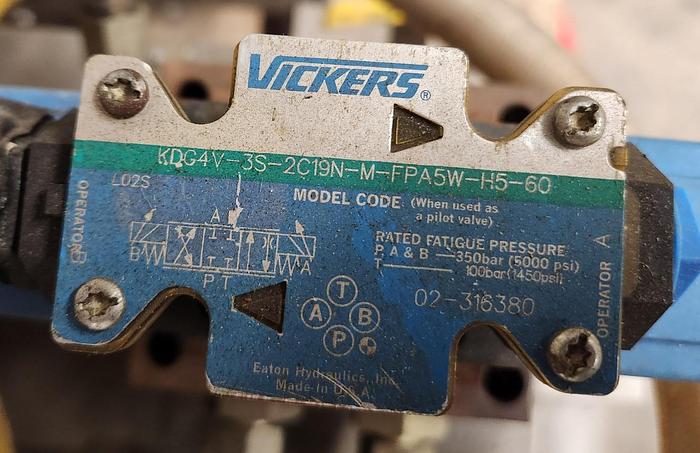 VICKERS®
KDG4V-3S-2C19N-M-FPA5W-H5-60
L02S
MODEL CODE (When used as
a pilot valve)
OPERATOR B
A
B A
P T
RATED FATIGUE PRESSURE
P A & B — 350bar (5000 psi)
T — 100bar (1450psi)
02-316380
OPERATOR A
T
A B
P
Eaton Hydraulics, Inc.
Made in U.S.A.